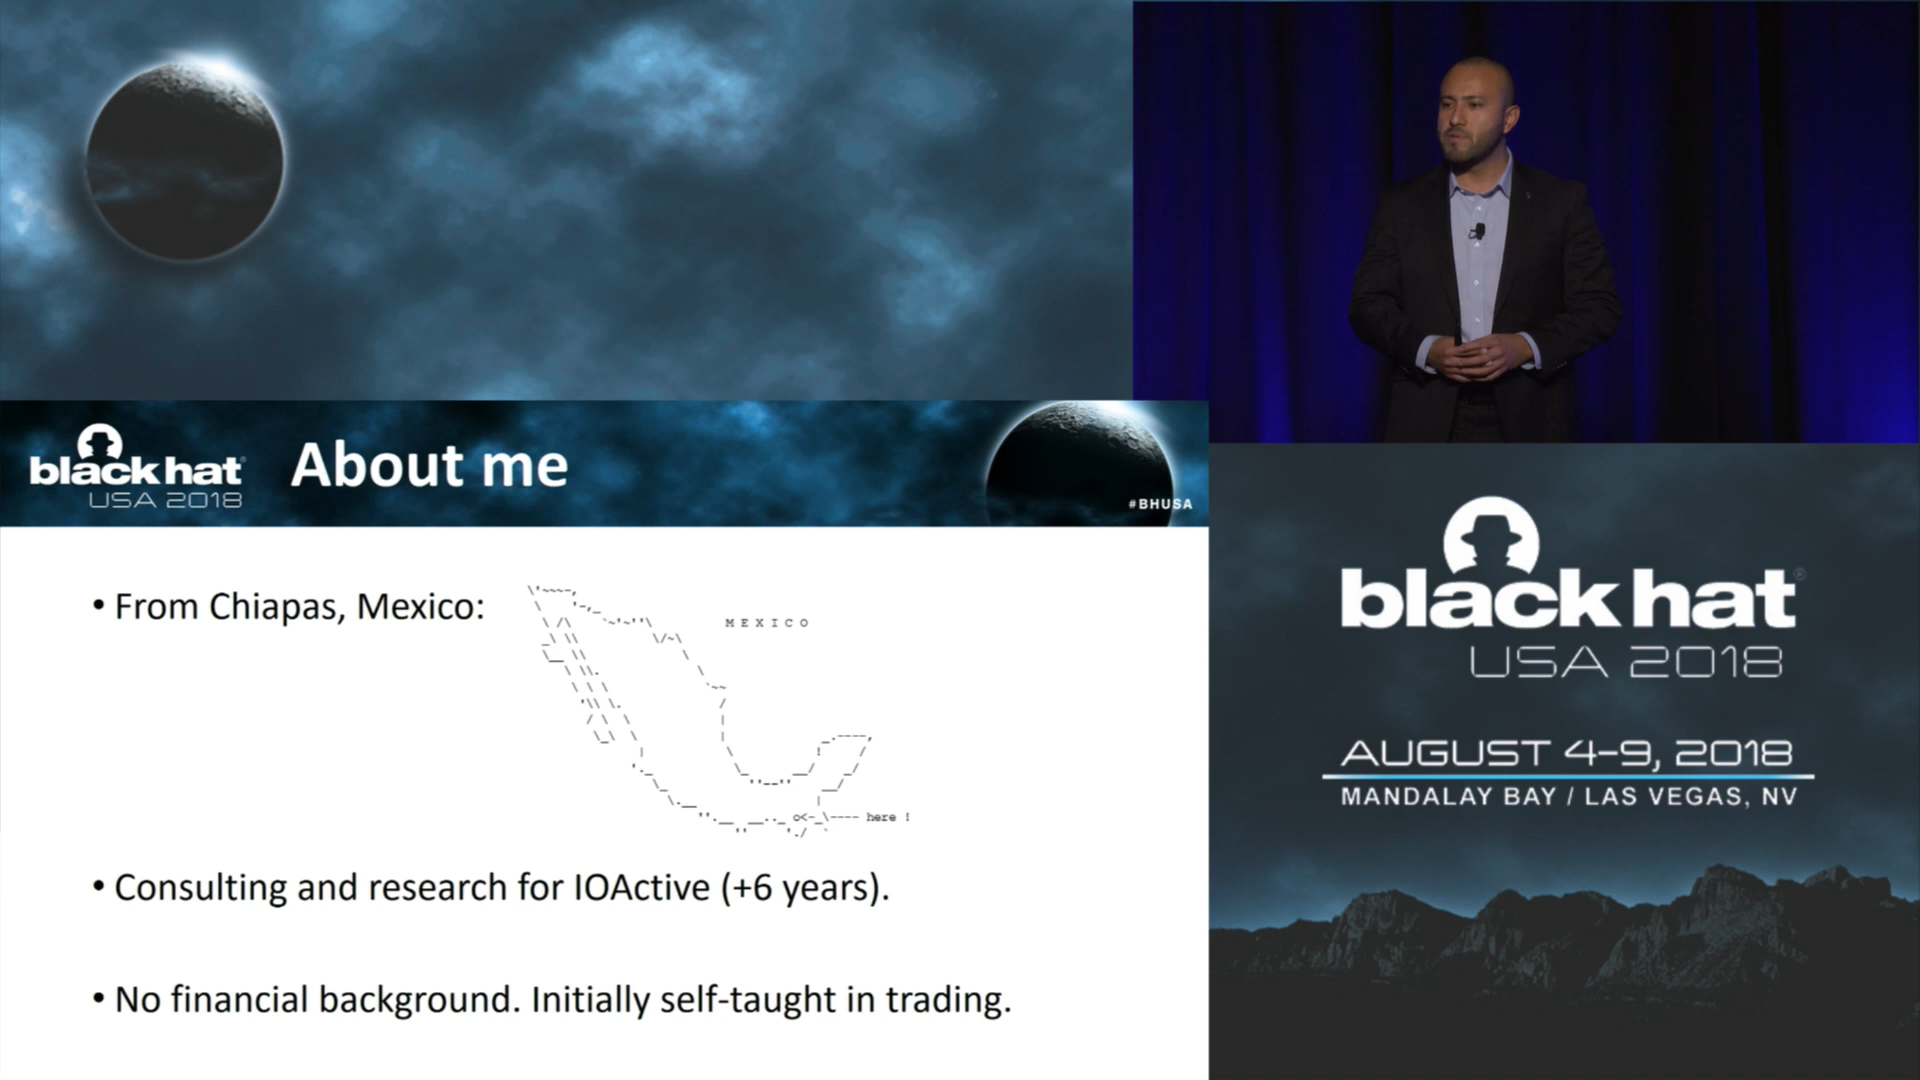 black hat
USA 2018
About me
#BHUSA
• From Chiapas, Mexico:
MEXICO
here !
• Consulting and research for IOActive (+6 years).
• No financial background. Initially self-taught in trading.
black hat
USA 2018
AUGUST 4–9, 2018
MANDALAY BAY / LAS VEGAS, NV